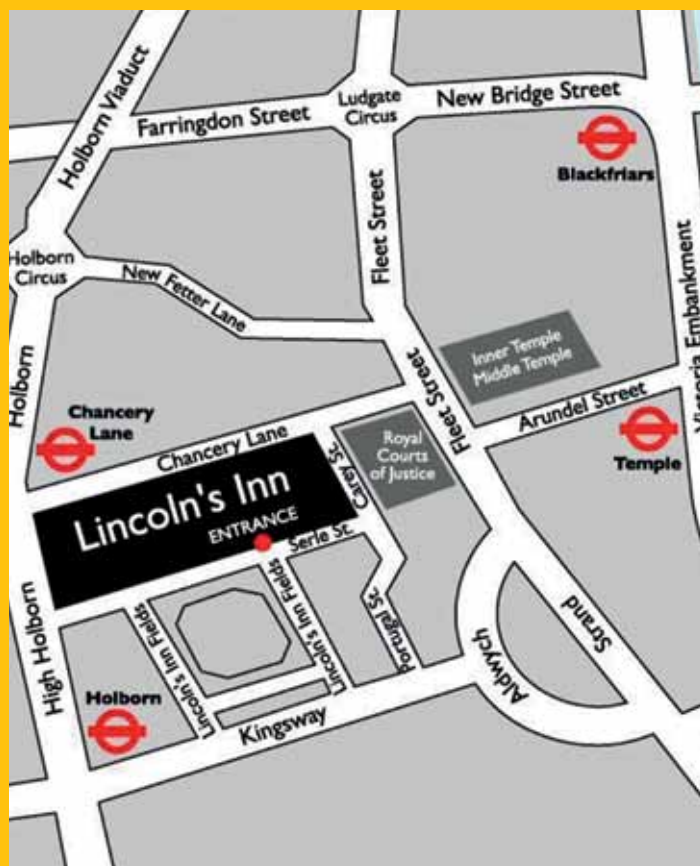 Holborn Viaduct
Farringdon Street
Ludgate
Circus
New Bridge Street
Blackfriars
Fleet Street
Holborn
Circus
New Fetter Lane
Victoria Embankment
Inner Temple
Middle Temple
Fleet Street
Arundel Street
Temple
Holborn
Chancery
Lane
Chancery Lane
Carey St.
Royal
Courts
of Justice
Lincoln's Inn
ENTRANCE
Serle St.
Lincoln's Inn Fields
Lincoln's Inn Fields
Portugal St.
High Holborn
Holborn
Kingsway
Aldwych
Strand